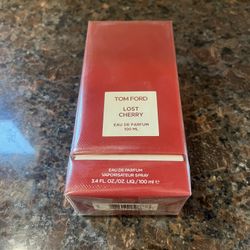 TOM FORD
LOST
CHERRY
EAU DE PARFUM
100 ML
EAU DE PARFUM
VAPORISATEUR SPRAY
3.4 FL. OZ./OZ. LIQ./100 ml ℮